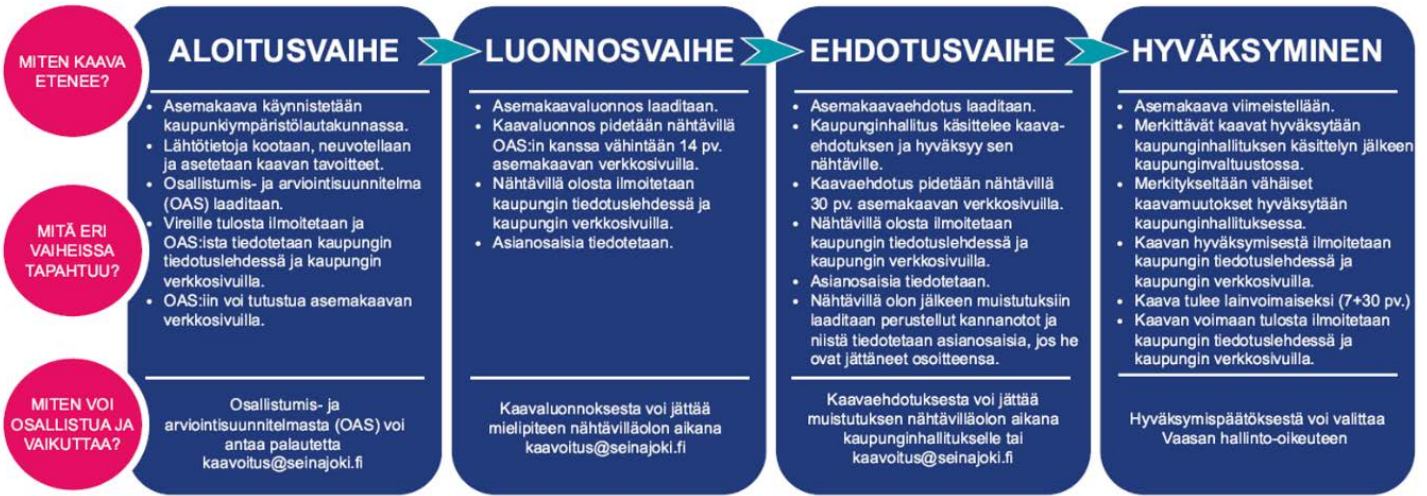 MITEN KAAVA
ETENEE?
MITÄ ERI
VAIHEISSA
TAPAHTUU?
MITEN VOI
OSALLISTUA JA
VAIKUTTAA?
ALOITUSVAIHE
• Asemakaava käynnistetään
kaupunkiympäristölautakunnassa.
• Lähtötietoja kootaan, neuvotellaan
ja asetetaan kaavan tavoitteet.
• Osallistumis- ja arviointisuunnitelma
(OAS) laaditaan.
• Vireille tulosta ilmoitetaan ja
OAS:ista tiedotetaan kaupungin
tiedotuslehdessä ja kaupungin
verkkosivuilla.
• OAS:iin voi tutustua asemakaavan
verkkosivuilla.
Osallistumis- ja
arviointisuunnitelmasta (OAS) voi
antaa palautetta
kaavoitus@seinajoki.fi
LUONNOSVAIHE
• Asemakaavaluonnos laaditaan.
• Kaavaluonnos pidetään nähtävillä
OAS:in kanssa vähintään 14 pv.
asemakaavan verkkosivuilla.
• Nähtävillä olosta ilmoitetaan
kaupungin tiedotuslehdessä ja
kaupungin verkkosivuilla.
• Asianosaisia tiedotetaan.
Kaavaluonnoksesta voi jättää
mielipiteen nähtävilläolon aikana
kaavoitus@seinajoki.fi
EHDOTUSVAIHE
• Asemakaavaehdotus laaditaan.
• Kaupunginhallitus käsittelee kaava-
ehdotuksen ja hyväksyy sen
nähtäville.
• Kaavaehdotus pidetään nähtävillä
30 pv. asemakaavan verkkosivuilla.
• Nähtävillä olosta ilmoitetaan
kaupungin tiedotuslehdessä ja
kaupungin verkkosivuilla.
• Asianosaisia tiedotetaan.
• Nähtävillä olon jälkeen muistutuksiin
laaditaan perustellut kannanotot ja
niistä tiedotetaan asianosaisia, jos he
ovat jättäneet osoitteensa.
Kaavaehdotuksesta voi jättää
muistutuksen nähtävilläolon aikana
kaupunginhallitukselle tai
kaavoitus@seinajoki.fi
HYVÄKSYMINEN
• Asemakaava viimeistellään.
• Merkittävät kaavat hyväksytään
kaupunginhallituksen käsittelyn jälkeen
kaupunginvaltuustossa.
• Merkitykseltään vähäiset
kaavamuutokset hyväksytään
kaupunginhallituksessa.
• Kaavan hyväksymisestä ilmoitetaan
kaupungin tiedotuslehdessä ja
kaupungin verkkosivuilla.
• Kaava tulee lainvoimaiseksi (7+30 pv.)
• Kaavan voimaan tulosta ilmoitetaan
kaupungin tiedotuslehdessä ja
kaupungin verkkosivuilla.
Hyväksymispäätöksestä voi valittaa
Vaasan hallinto-oikeuteen